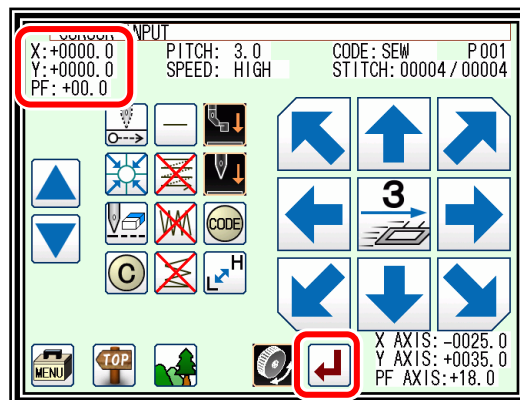 CURSOR INPUT
X:+0000.0
Y:+0000.0
PF:+00.0
PITCH: 3.0
SPEED: HIGH
CODE:SEW P001
STITCH:00004/00004
3
CODE
C
L H
MENU
TOP
X AXIS:-0025.0
Y AXIS:+0035.0
PF AXIS:+18.0